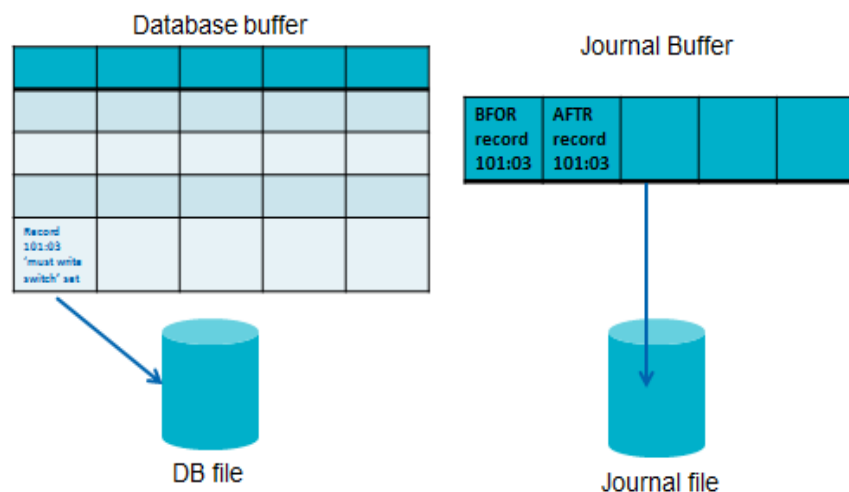 Database buffer
Journal Buffer
BFOR
record
101:03
AFTR
record
101:03
Record
101:03
‘must write
switch’ set
DB file
Journal file